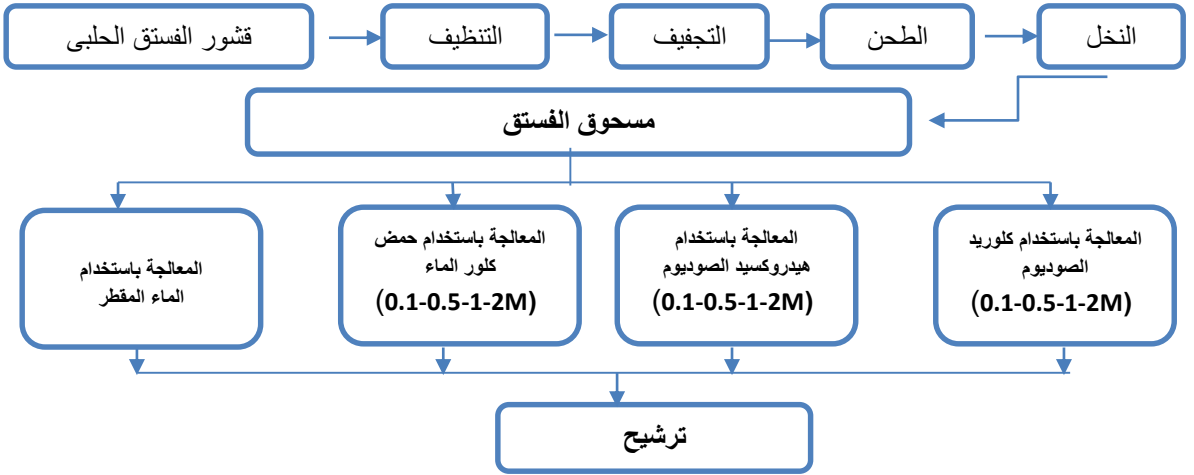 قشور الفستق الحلبى
التنظيف
التجفيف
الطحن
النخل
مسحوق الفستق
المعالجة باستخدام
الماء المقطر
المعالجة باستخدام حمض
كلور الماء
(0.1-0.5-1-2M)
المعالجة باستخدام
هيدروكسيد الصوديوم
(0.1-0.5-1-2M)
المعالجة باستخدام كلوريد
الصوديوم
(0.1-0.5-1-2M)
ترشيح